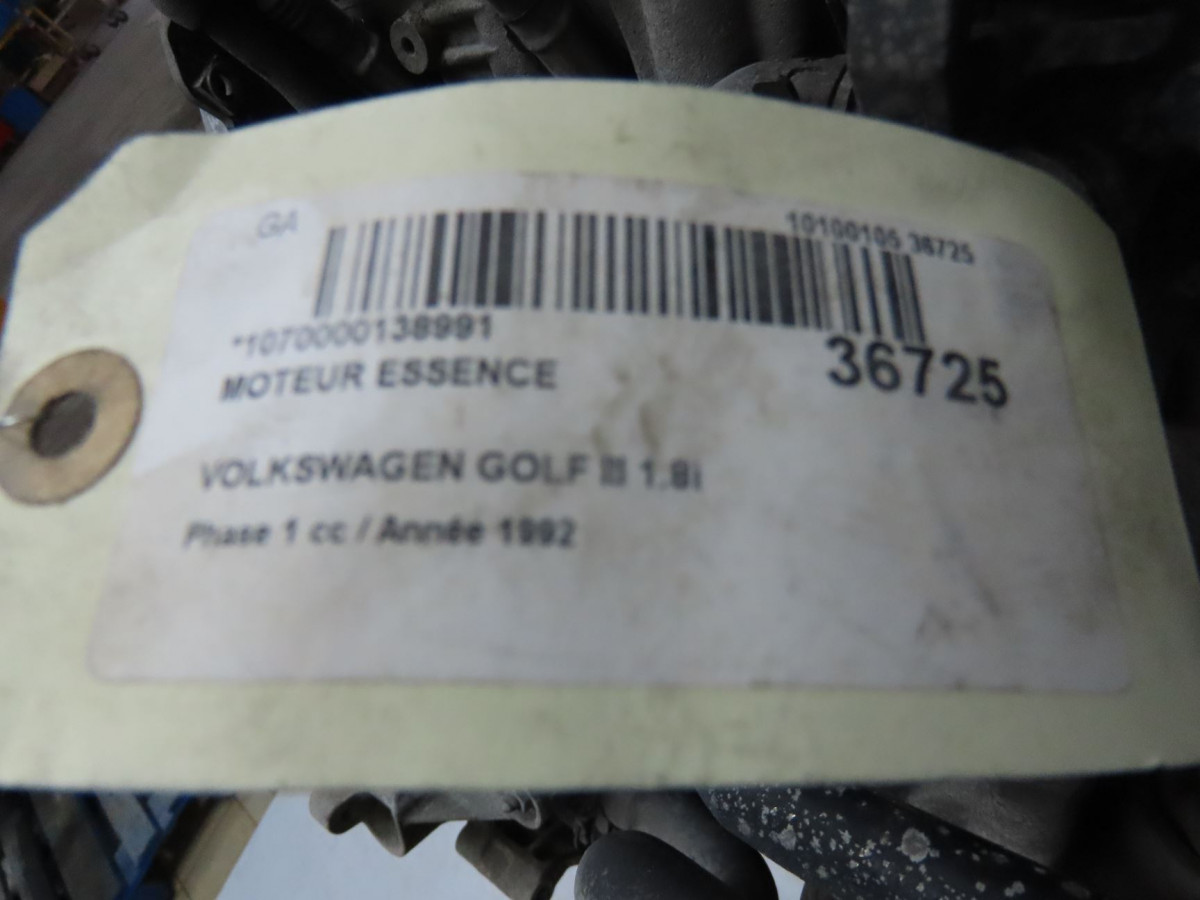 GA
10100105 36725
*1070000138991
36725
MOTEUR ESSENCE
VOLKSWAGEN GOLF III 1.8i
Phase 1 cc / Année 1992